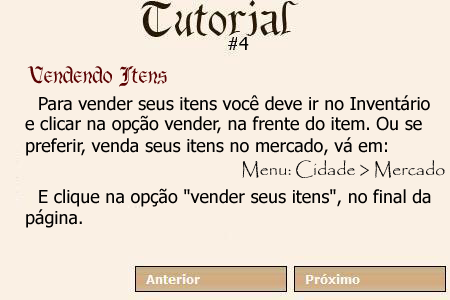 Tutorial
#4
Vendendo Itens
Para vender seus itens você deve ir no Inventário
e clicar na opção vender, na frente do item. Ou se
preferir, venda seus itens no mercado, vá em:
Menu: Cidade > Mercado
E clique na opção "vender seus itens", no final da
página.
Anterior
Próximo